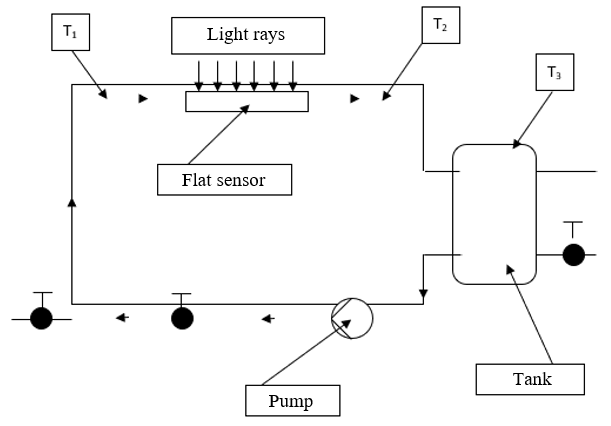 T₁
Light rays
T₂
T₃
Flat sensor
Tank
Pump